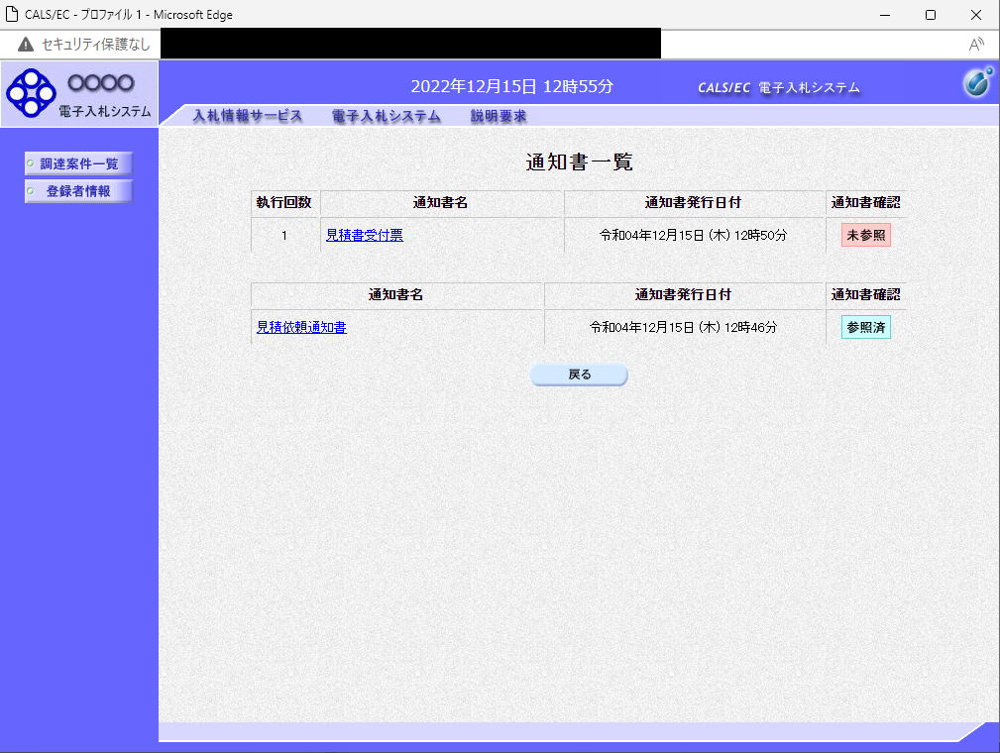 CALS/EC - プロファイル 1 - Microsoft Edge
セキュリティ保護なし
〇〇〇〇
電子入札システム
2022年12月15日 12時55分
CALS/EC 電子入札システム
入札情報サービス 電子入札システム 説明要求
調達案件一覧
登録者情報
通知書一覧
執行回数 通知書名 通知書発行日付 通知書確認
1 見積書受付票 令和04年12月15日 (木) 12時50分 未参照
通知書名 通知書発行日付 通知書確認
見積依頼通知書 令和04年12月15日 (木) 12時46分 参照済
戻る